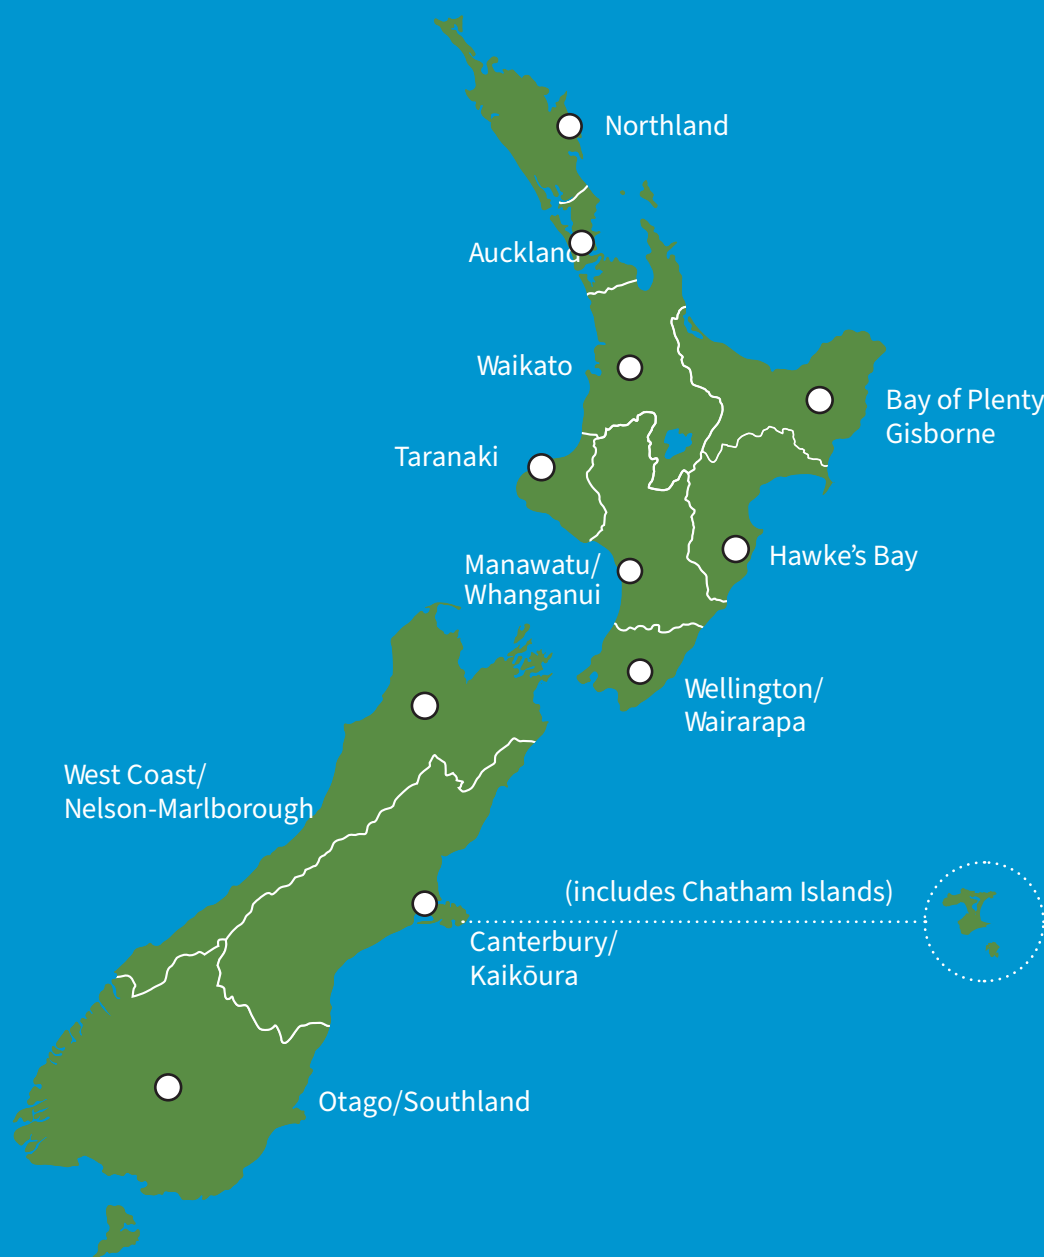 Northland
Auckland
Waikato
Bay of Plenty
Gisborne
Taranaki
Hawke’s Bay
Manawatu/
Whanganui
Wellington/
Wairarapa
West Coast/
Nelson-Marlborough
(includes Chatham Islands)
Canterbury/
Kaikōura
Otago/Southland